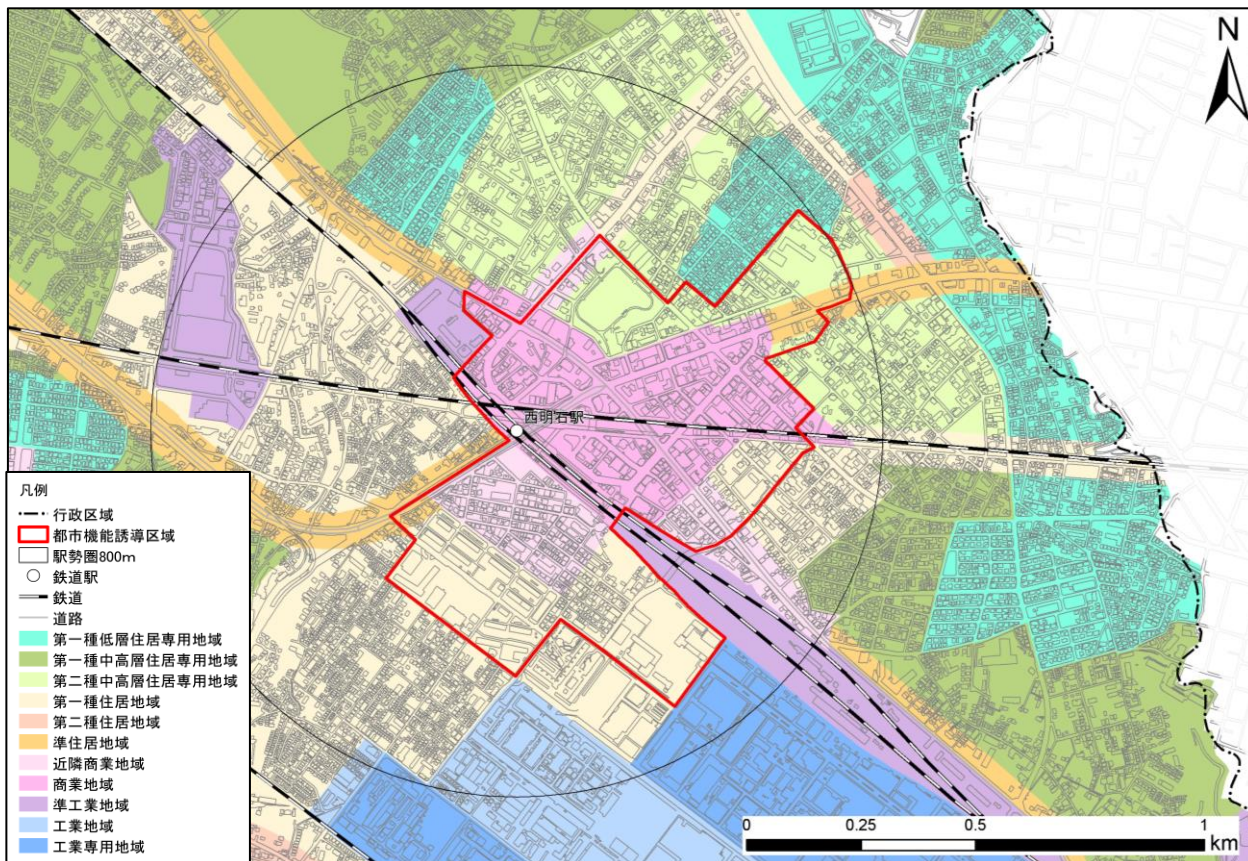 N
西明石駅
凡例
行政区域
都市機能誘導区域
駅勢圏800m
鉄道駅
鉄道
道路
第一種低層住居専用地域
第一種中高層住居専用地域
第二種中高層住居専用地域
第一種住居地域
第二種住居地域
準住居地域
近隣商業地域
商業地域
準工業地域
工業地域
工業専用地域
0 0.25 0.5 1
km